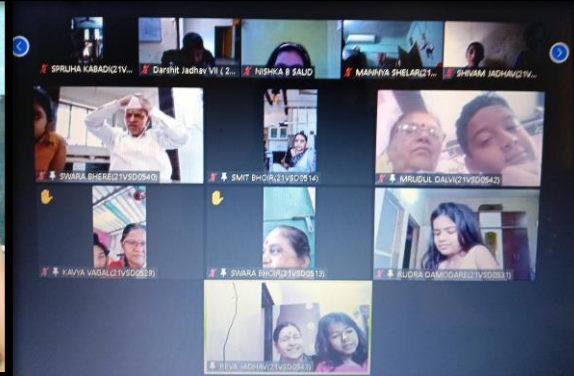 SPRUHA KABADI(21V...
Darshit Jadhav VII ( 2...
NISHKA B SAUD
MANNYA SHELAR(21...
SHIVAM JADHAV(21V...
SWARA BHERE(21VSD0540)
SMIT BHOIR(21VSD0514)
MRUDUL DALVI(21VSD0542)
KAVYA VAGAL(21VSD0529)
SWARA BHOIR(21VSD0513)
RUDRA DAMODARE(21VSD0531)
REVA JADHAV(21VSD0543)